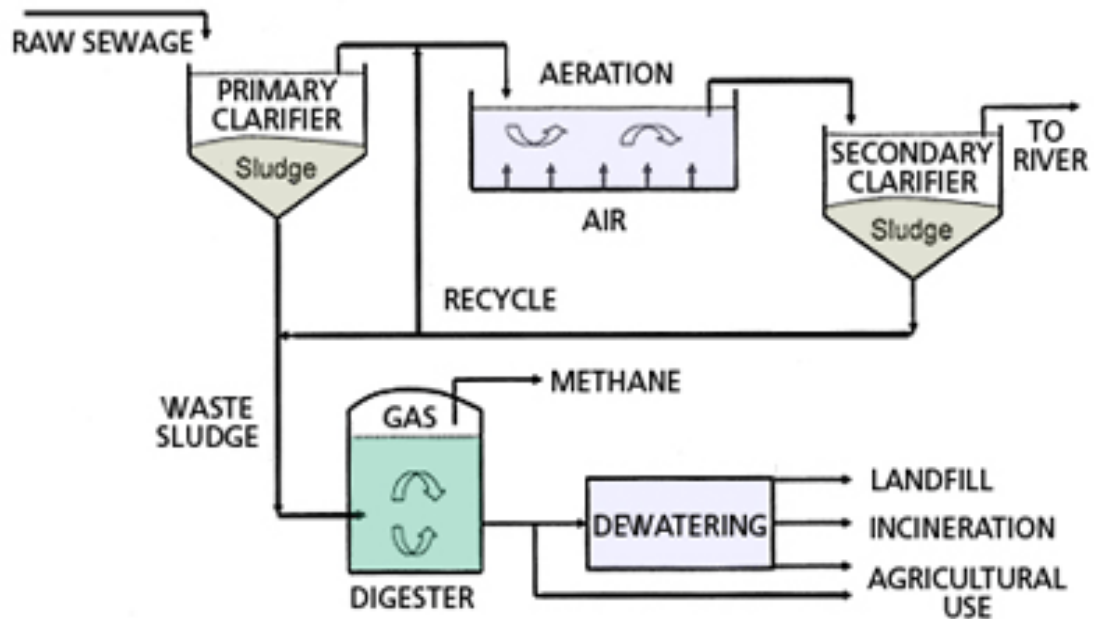 RAW SEWAGE
PRIMARY
CLARIFIER
Sludge
AERATION
AIR
SECONDARY
CLARIFIER
Sludge
TO
RIVER
RECYCLE
WASTE
SLUDGE
GAS
METHANE
DIGESTER
DEWATERING
LANDFILL
INCINERATION
AGRICULTURAL
USE